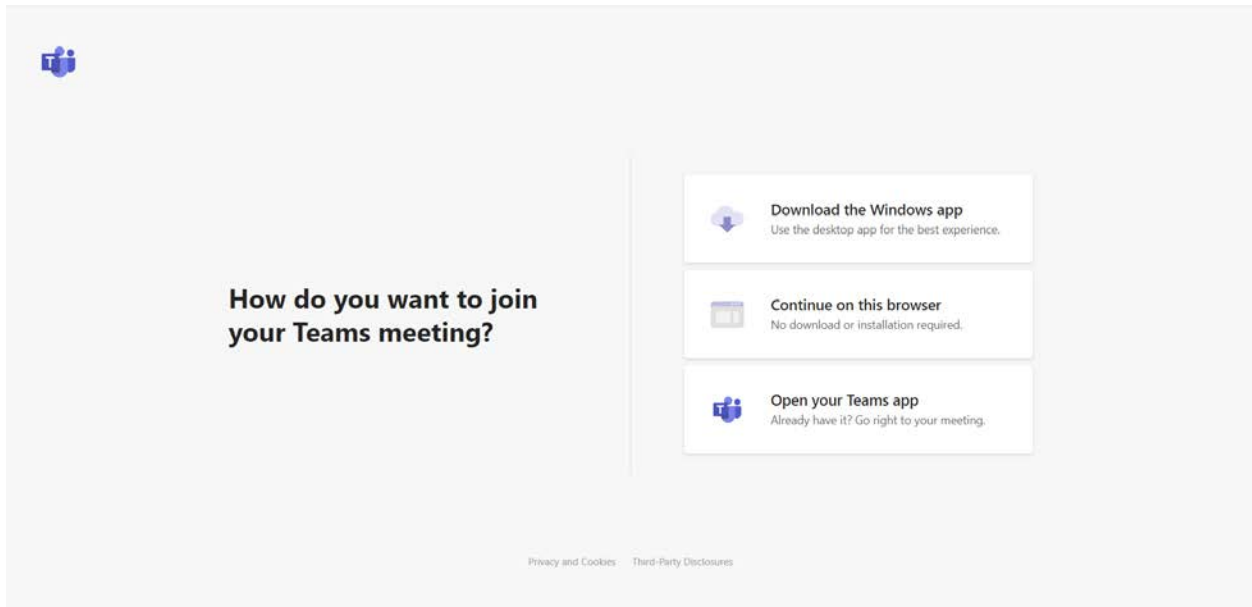 How do you want to join
your Teams meeting?
Download the Windows app
Use the desktop app for the best experience.
Continue on this browser
No download or installation required.
Open your Teams app
Already have it? Go right to your meeting.
Privacy and Cookies Third-Party Disclosures